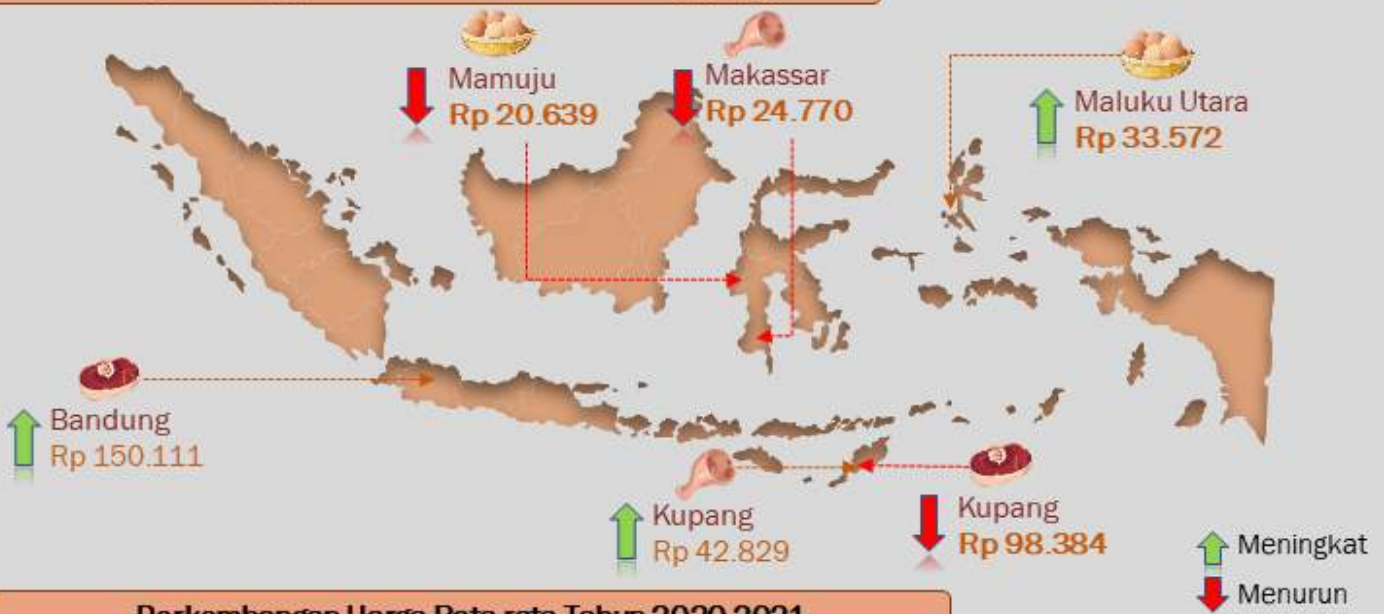 Mamuju
Rp 20.639
Makassar
Rp 24.770
Maluku Utara
Rp 33.572
Bandung
Rp 150.111
Kupang
Rp 42.829
Kupang
Rp 98.384
Meningkat
Menurun
Perkembangan Harga Rata rata Tahun 2020 2021